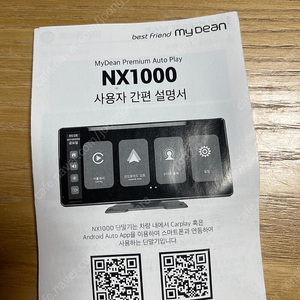 best friend myDean
MyDean Premium Auto Play
NX1000
사용자 간편 설명서
NX1000 단말기는 차량 내에서 Carplay 혹은
Android Auto App을 이용하여 스마트폰과 연동하여
사용하는 단말기입니다.